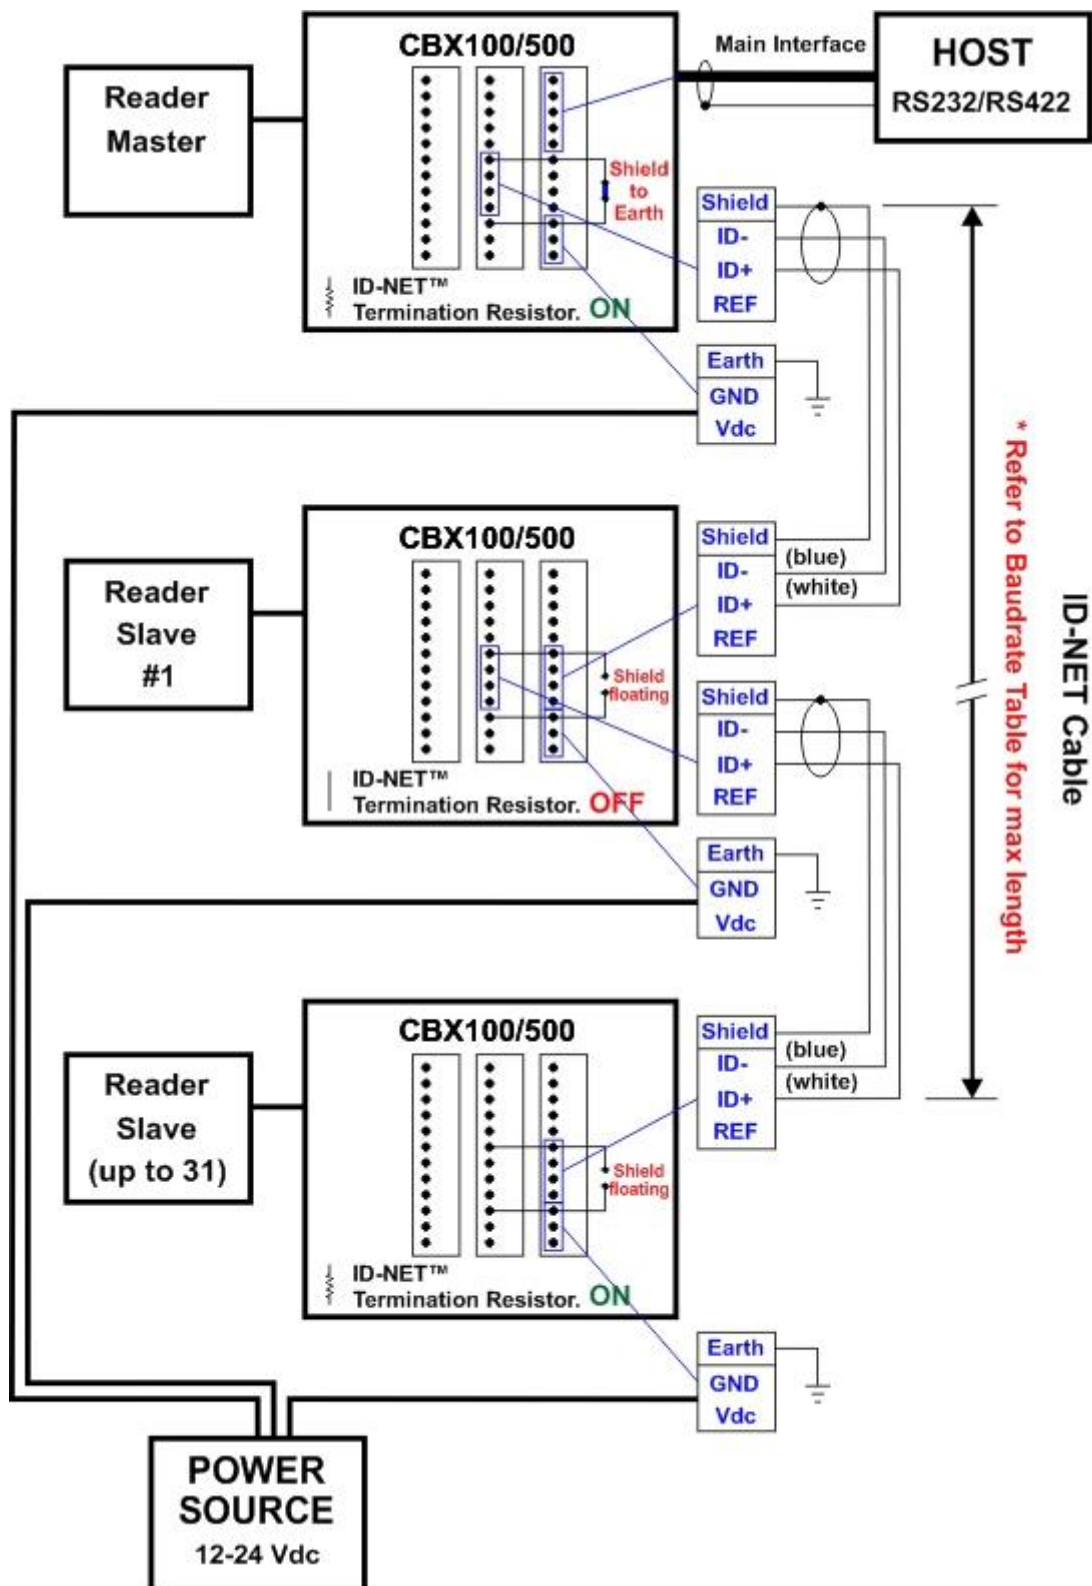 CBX100/500
Main Interface
HOST
RS232/RS422
Reader
Master
Shield
to
Earth
ID-NET™
Termination Resistor. ON
Shield
ID-
ID+
REF
Earth
GND
Vdc
CBX100/500
Reader
Slave
#1
Shield
floating
ID-NET™
Termination Resistor. OFF
Shield
ID- (blue)
ID+ (white)
REF
Shield
ID-
ID+
REF
Earth
GND
Vdc
* Refer to Baudrate Table for max length
ID-NET Cable
CBX100/500
Reader
Slave
(up to 31)
Shield
floating
ID-NET™
Termination Resistor. ON
Shield
ID- (blue)
ID+ (white)
REF
Earth
GND
Vdc
POWER
SOURCE
12-24 Vdc